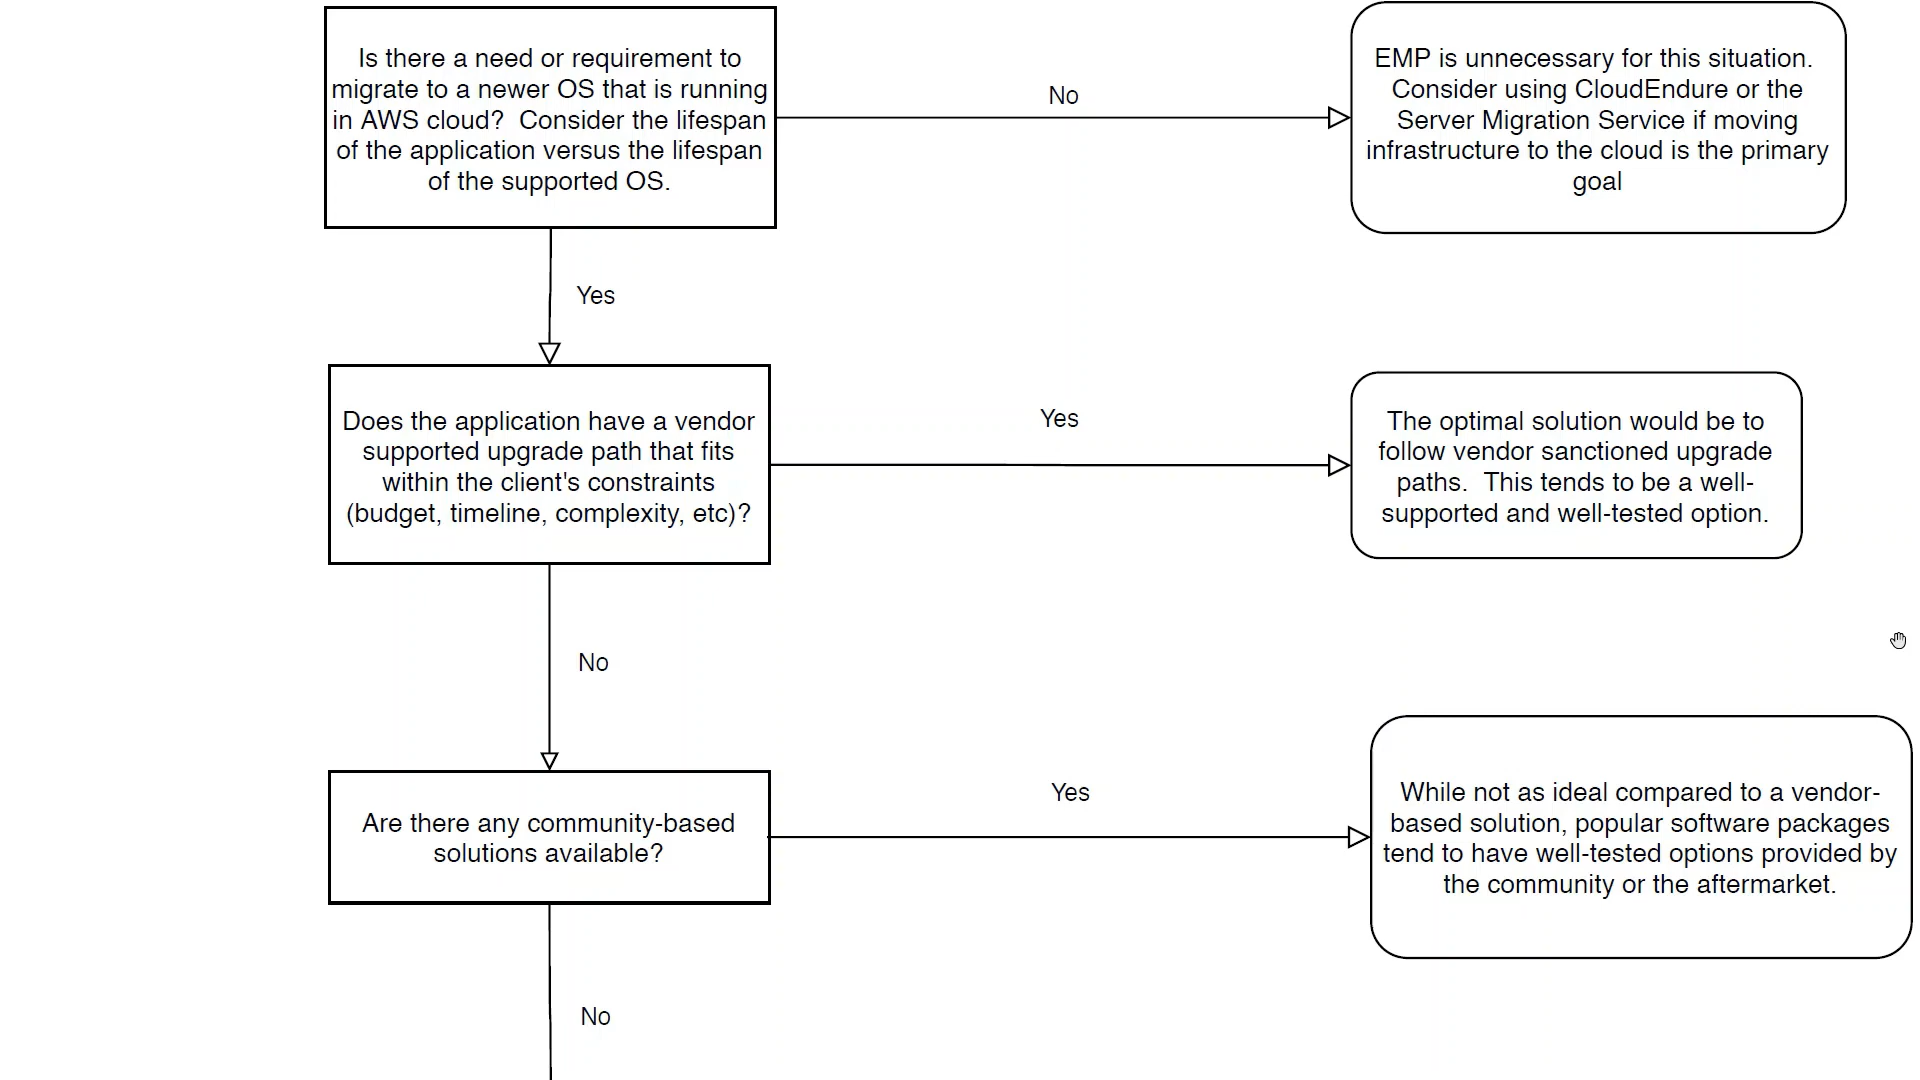 Is there a need or requirement to
migrate to a newer OS that is running
in AWS cloud?  Consider the lifespan
of the application versus the lifespan
of the supported OS.
No
EMP is unnecessary for this situation.
Consider using CloudEndure or the
Server Migration Service if moving
infrastructure to the cloud is the primary
goal
Yes
Does the application have a vendor
supported upgrade path that fits
within the client's constraints
(budget, timeline, complexity, etc)?
Yes
The optimal solution would be to
follow vendor sanctioned upgrade
paths.  This tends to be a well-
supported and well-tested option.
No
Are there any community-based
solutions available?
Yes
While not as ideal compared to a vendor-
based solution, popular software packages
tend to have well-tested options provided by
the community or the aftermarket.
No